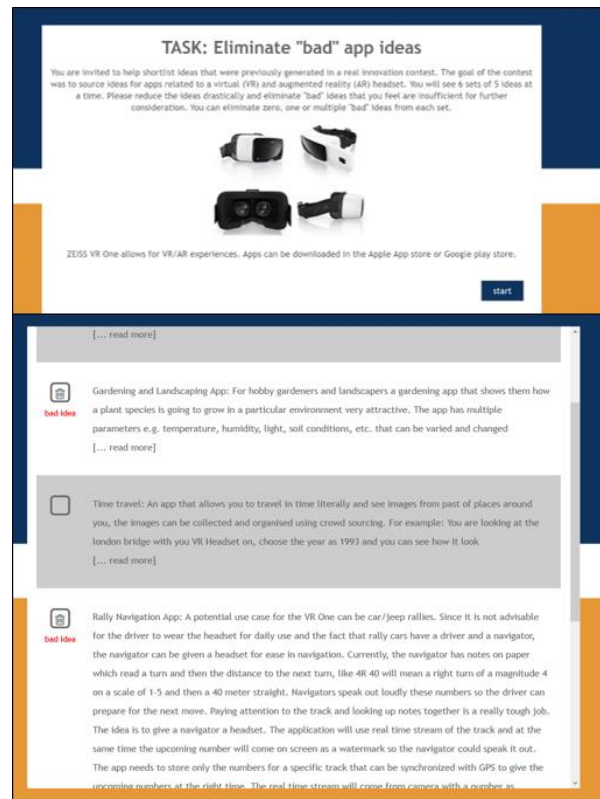 TASK: Eliminate "bad" app ideas
You are invited to help shortlist ideas that were previously generated in a real innovation contest. The goal of the contest
was to source ideas for apps related to a virtual (VR) and augmented reality (AR) headset. You will see 6 sets of 5 ideas at
a time. Please reduce the ideas drastically and eliminate "bad" ideas that you feel are insufficient for further
consideration. You can eliminate zero, one or multiple "bad" ideas from each set.
ZEISS VR One allows for VR/AR experiences. Apps can be downloaded in the Apple App store or Google play store.
start
[... read more]
bad idea
Gardening and Landscaping App: For hobby gardeners and landscapers a gardening app that shows them how
a plant species is going to grow in a particular environment very attractive. The app has multiple
parameters e.g. temperature, humidity, light, soil conditions, etc. that can be varied and changed
[... read more]
Time travel: An app that allows you to travel in time literally and see images from past of places around
you, the images can be collected and organised using crowd sourcing. For example: You are looking at the
london bridge with you VR Headset on, choose the year as 1993 and you can see how it look
[... read more]
bad idea
Rally Navigation App: A potential use case for the VR One can be car/jeep rallies. Since it is not advisable
for the driver to wear the headset for daily use and the fact that rally cars have a driver and a navigator,
the navigator can be given a headset for ease in navigation. Currently, the navigator has notes on paper
which read a turn and then the distance to the next turn, like 4R 40 will mean a right turn of a magnitude 4
on a scale of 1-5 and then a 40 meter straight. Navigators speak out loudly these numbers so the driver can
prepare for the next move. Paying attention to the track and looking up notes together is a really tough job.
The idea is to give a navigator a headset. The application will use real time stream of the track and at the
same time the upcoming number will come on screen as a watermark so the navigator could speak it out.
The app needs to store only the numbers for a specific track that can be synchronized with GPS to give the
upcoming numbers at the right time. The real time stream will come from camera with a number as